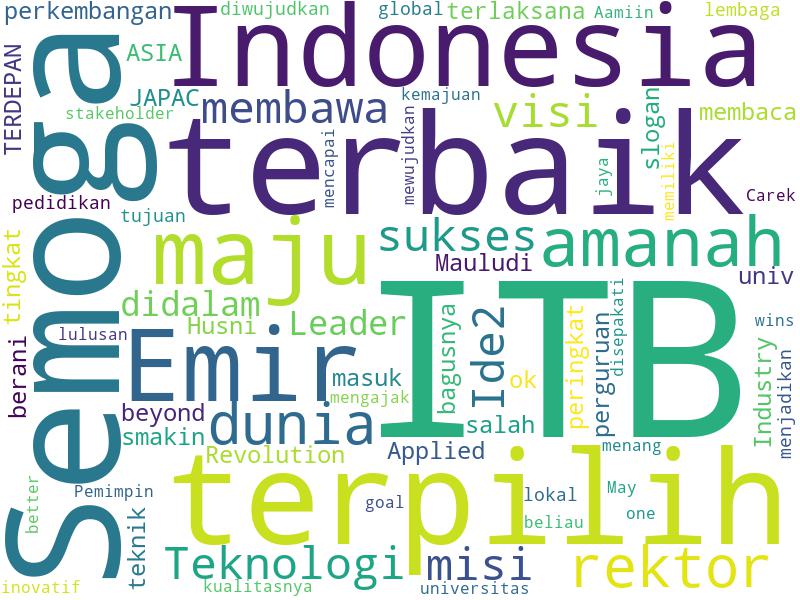 perkembangan diwujudkan global terlaksana Aamiin lembaga
Indonesia
TERDEPAN
Semoga
ASIA
JAPAC
membawa
kemajuan
visi
slogan
membaca
stakeholder
terbaik
mencapai
mewujudkan
jaya
memiliki
Carek
pedidikan
tujuan
tingkat
maju
sukses
amanah
Mauludi
univ
didalam
ITB
Husni
Leader
lulusan
Emir
bagusnya
Ide2
ok
peringkat
perguruan
disepakati
wins
Industry
menjadikan
berani
masuk
mengajak
beyond
dunia
smakin
salah
Revolution
Applied
menang
terpilih
better
Pemimpin
goal
lokal
May
one
beliau
teknik
Teknologi
misi
rektor
inovatif
kualitasnya
universitas